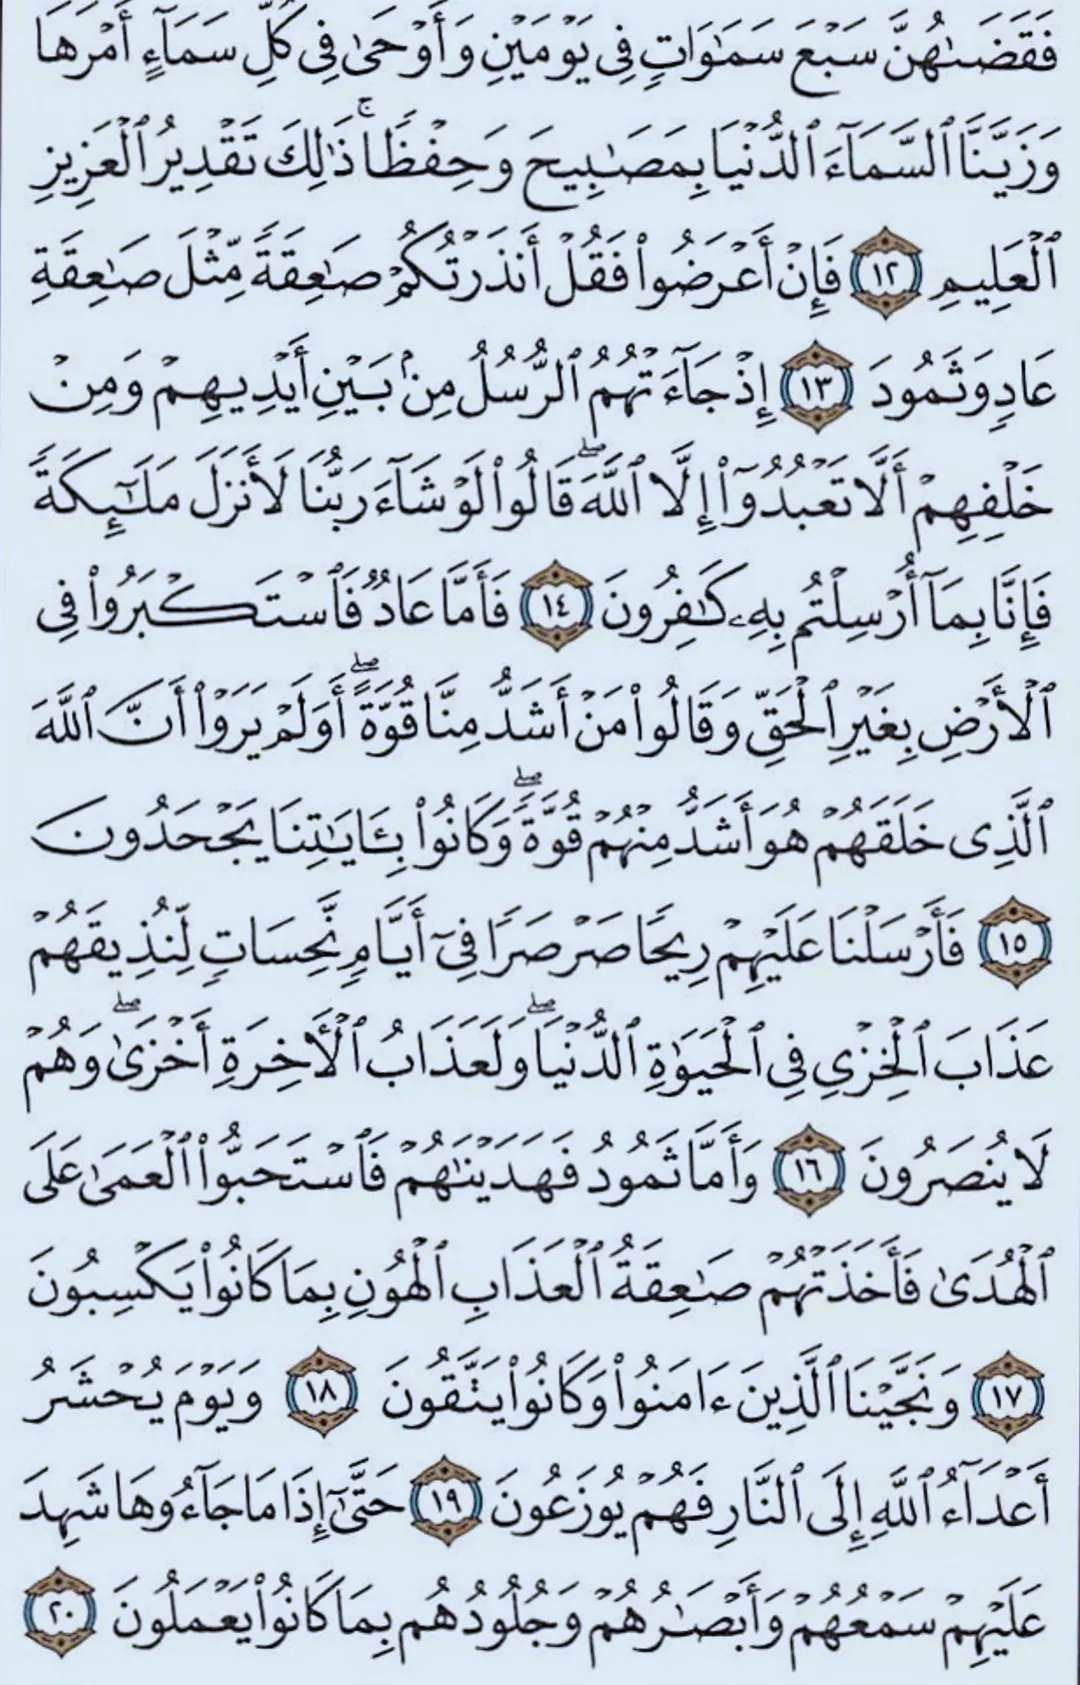 فَقَضَىٰهُنَّ سَبْعَ سَمَٰوَاتٖ فِي يَوْمَيْنِ وَأَوْحَىٰ فِي كُلِّ سَمَآءٍ أَمْرَهَا
وَزَيَّنَّا ٱلسَّمَآءَ ٱلدُّنْيَا بِمَصَٰبِيحَ وَحِفْظٗاۚ ذَٰلِكَ تَقْدِيرُ ٱلْعَزِيزِ
ٱلْعَلِيمِ ١٢ فَإِنْ أَعْرَضُوا۟ فَقُلْ أَنذَرْتُكُمْ صَٰعِقَةٗ مِّثْلَ صَٰعِقَةِ
عَادٖ وَثَمُودَ ١٣ إِذْ جَآءَتْهُمُ ٱلرُّسُلُ مِنۢ بَيْنِ أَيْدِيهِمْ وَمِنْ
خَلْفِهِمْ أَلَّا تَعْبُدُوٓا۟ إِلَّا ٱللَّهَۖ قَالُوا۟ لَوْ شَآءَ رَبُّنَا لَأَنزَلَ مَلَٰٓئِكَةٗ
فَإِنَّا بِمَآ أُرْسِلْتُم بِهِۦ كَٰفِرُونَ ١٤ فَأَمَّا عَادٞ فَٱسْتَكْبَرُوا۟ فِي
ٱلْأَرْضِ بِغَيْرِ ٱلْحَقِّ وَقَالُوا۟ مَنْ أَشَدُّ مِنَّا قُوَّةًۖ أَوَلَمْ يَرَوْا۟ أَنَّ ٱللَّهَ
ٱلَّذِي خَلَقَهُمْ هُوَ أَشَدُّ مِنْهُمْ قُوَّةٗۖ وَكَانُوا۟ بِـَٔايَٰتِنَا يَجْحَدُونَ
١٥ فَأَرْسَلْنَا عَلَيْهِمْ رِيحٗا صَرْصَرٗا فِيٓ أَيَّامٖ نَّحِسَاتٖ لِّنُذِيقَهُمْ
عَذَابَ ٱلْخِزْيِ فِي ٱلْحَيَوٰةِ ٱلدُّنْيَاۖ وَلَعَذَابُ ٱلْأٓخِرَةِ أَخْزَىٰۖ وَهُمْ
لَا يُنصَرُونَ ١٦ وَأَمَّا ثَمُودُ فَهَدَيْنَٰهُمْ فَٱسْتَحَبُّوا۟ ٱلْعَمَىٰ عَلَى
ٱلْهُدَىٰ فَأَخَذَتْهُمْ صَٰعِقَةُ ٱلْعَذَابِ ٱلْهُونِ بِمَا كَانُوا۟ يَكْسِبُونَ
١٧ وَنَجَّيْنَا ٱلَّذِينَ ءَامَنُوا۟ وَكَانُوا۟ يَتَّقُونَ ١٨ وَيَوْمَ يُحْشَرُ
أَعْدَآءُ ٱللَّهِ إِلَى ٱلنَّارِ فَهُمْ يُوزَعُونَ ١٩ حَتَّىٰٓ إِذَا مَا جَآءُوهَا شَهِدَ
عَلَيْهِمْ سَمْعُهُمْ وَأَبْصَٰرُهُمْ وَجُلُودُهُم بِمَا كَانُوا۟ يَعْمَلُونَ ٢٠